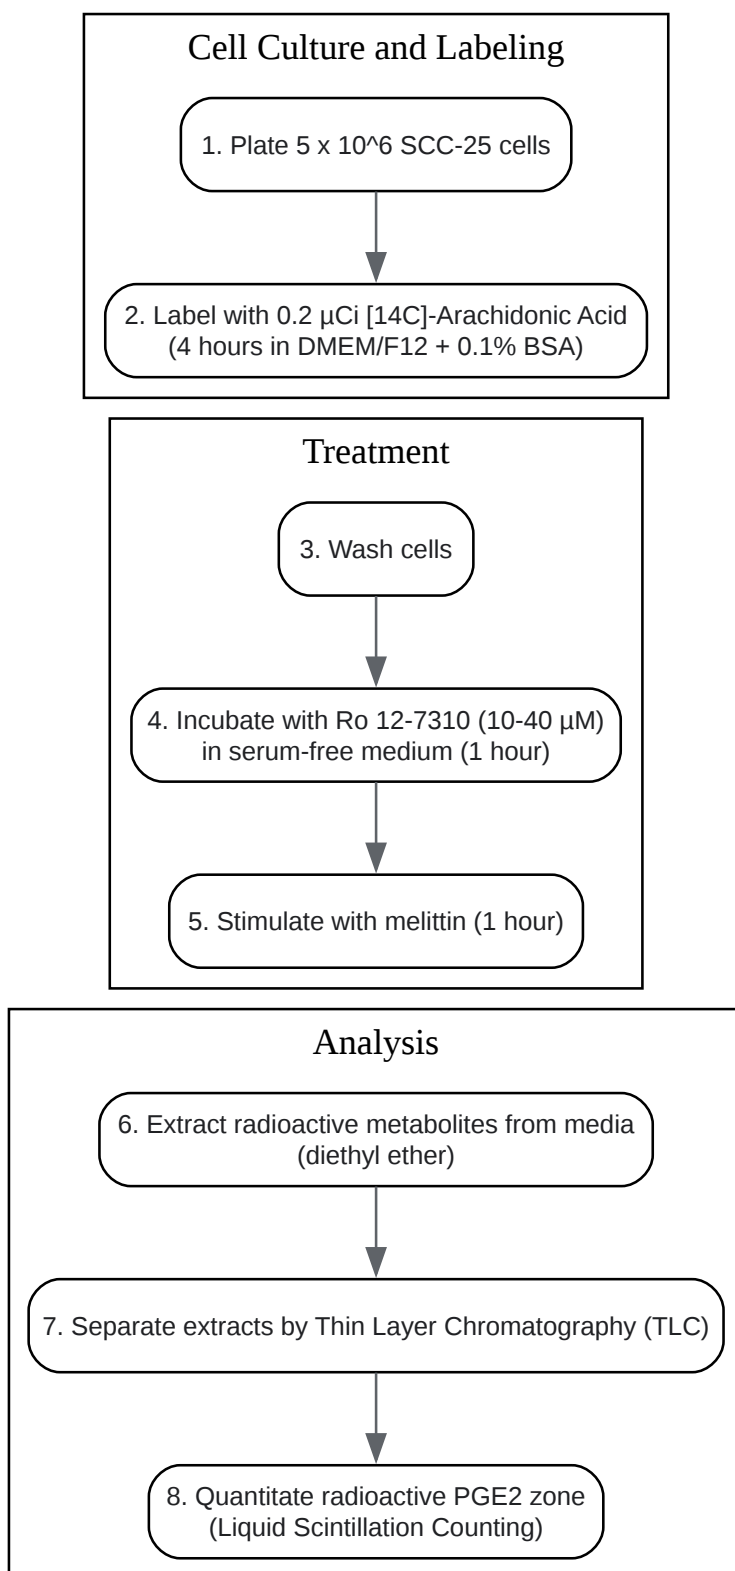 Cell Culture and Labeling
1. Plate 5 x 10^6 SCC-25 cells
2. Label with 0.2 µCi [14C]-Arachidonic Acid
(4 hours in DMEM/F12 + 0.1% BSA)
Treatment
3. Wash cells
4. Incubate with Ro 12-7310 (10-40 µM)
in serum-free medium (1 hour)
5. Stimulate with melittin (1 hour)
Analysis
6. Extract radioactive metabolites from media
(diethyl ether)
7. Separate extracts by Thin Layer Chromatography (TLC)
8. Quantitate radioactive PGE2 zone
(Liquid Scintillation Counting)